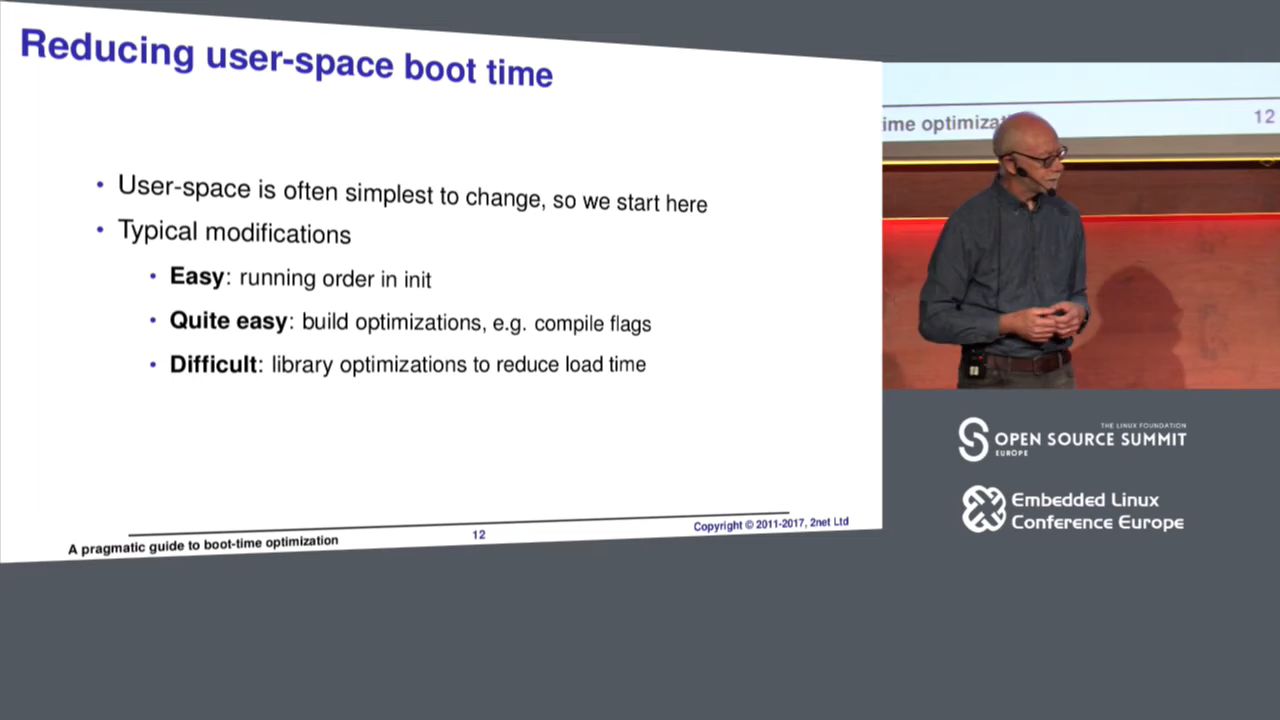 Reducing user-space boot time
• User-space is often simplest to change, so we start here
• Typical modifications
• Easy: running order in init
• Quite easy: build optimizations, e.g. compile flags
• Difficult: library optimizations to reduce load time
A pragmatic guide to boot-time optimization
12
Copyright © 2011-2017, 2net Ltd
ime optimiza
12
THE LINUX FOUNDATION
OPEN SOURCE SUMMIT
EUROPE
Embedded Linux
Conference Europe